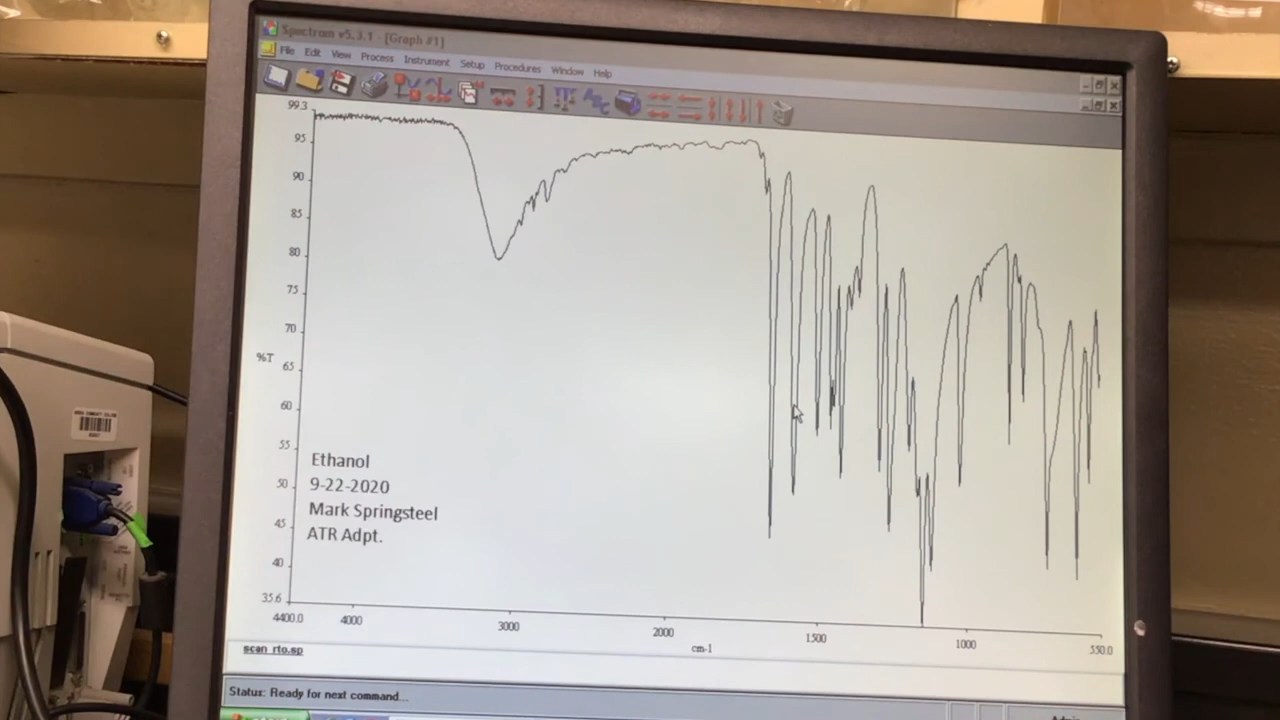 Spectrum v5.3.1 - [Graph #1]
File Edit View Process Instrument Setup Procedures Window Help
99.3
95
90
85
80
75
70
%T
65
60
55
50
45
40
35.6
Ethanol
9-22-2020
Mark Springsteel
ATR Adpt.
4400.0 4000 3000 2000 1500 1000 550.0
cm-1
scan rto.sp
Status: Ready for next command...